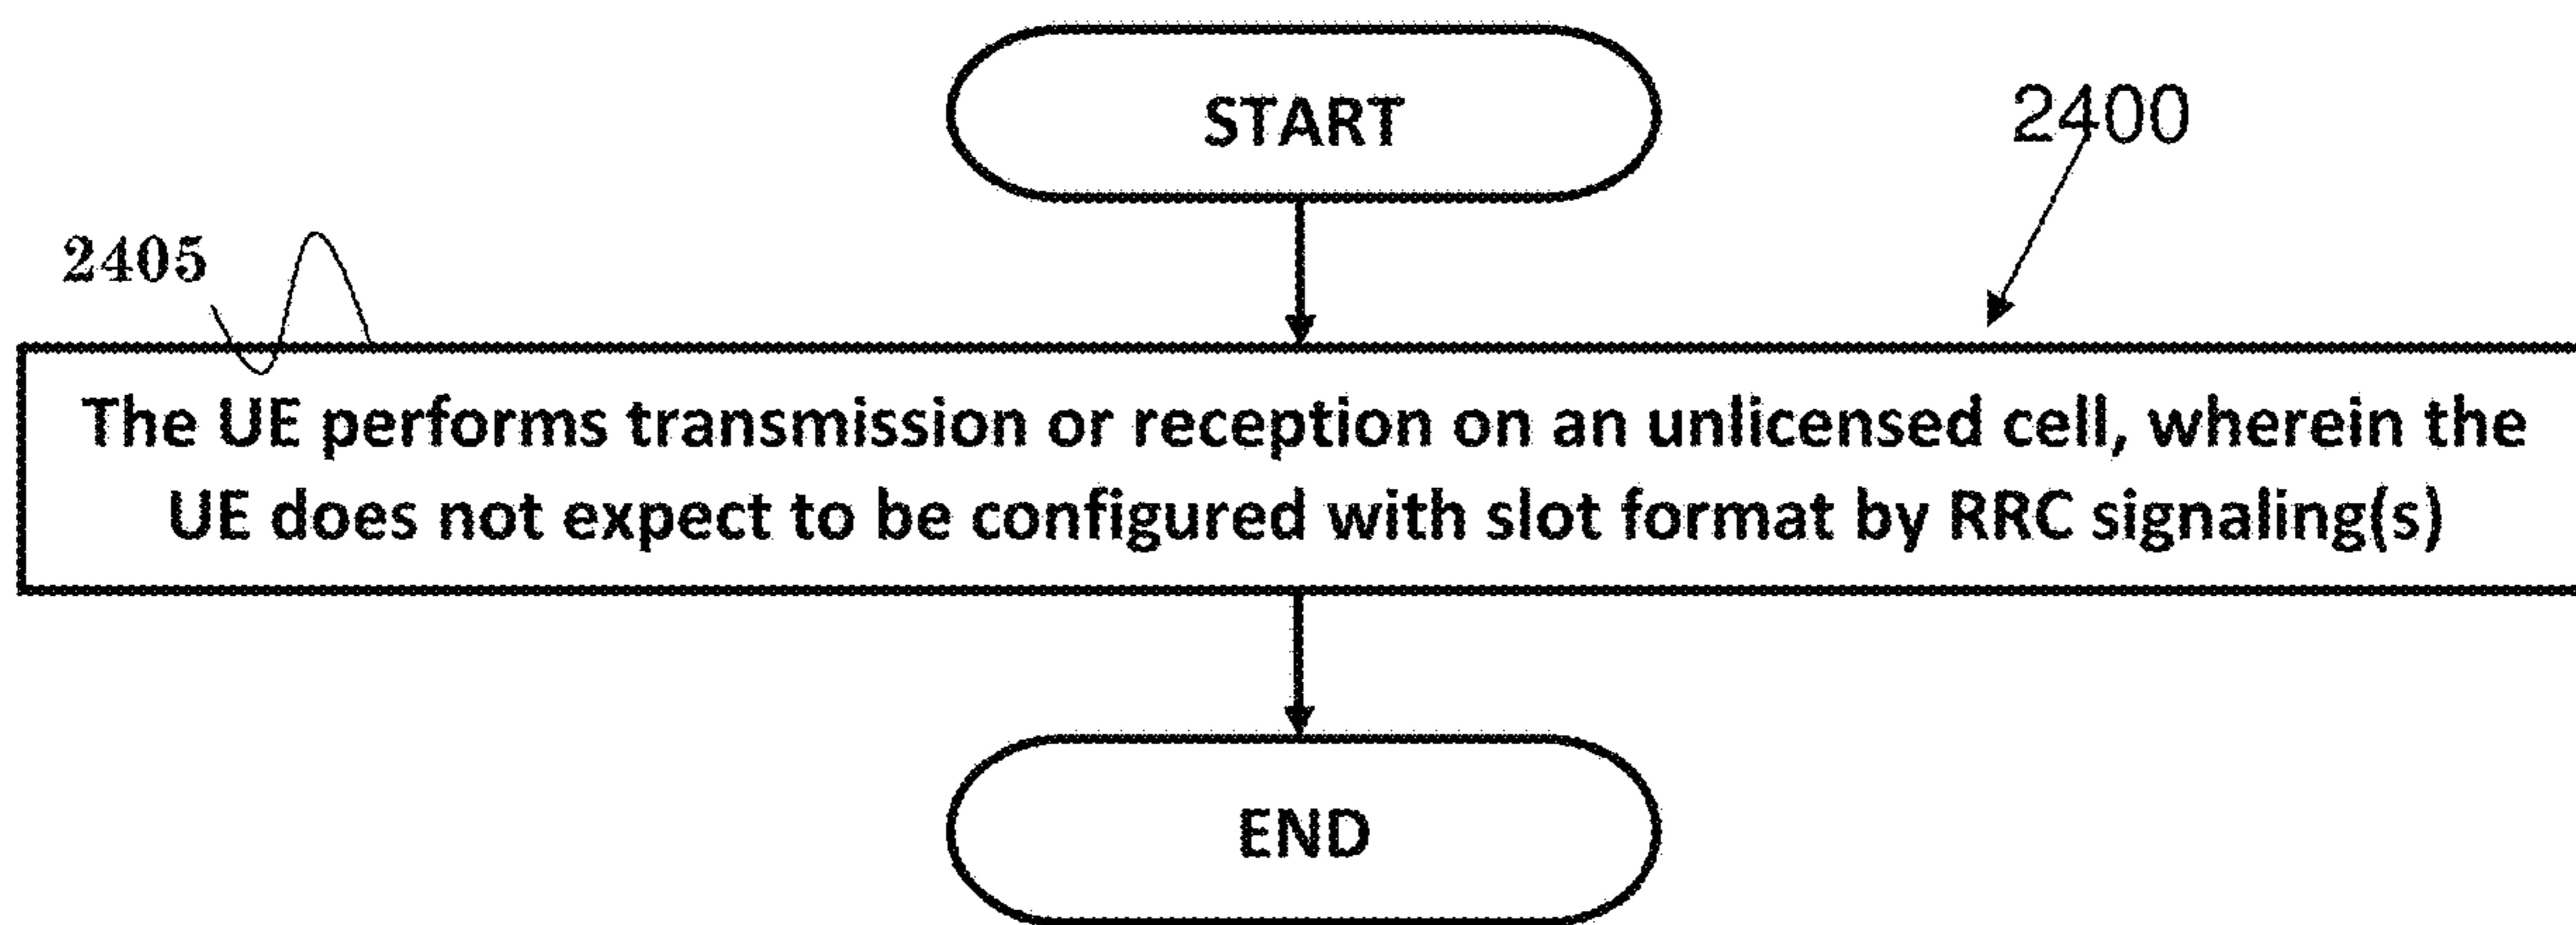 START
2400
2405
The UE performs transmission or reception on an unlicensed cell, wherein the
UE does not expect to be configured with slot format by RRC signaling(s)
END